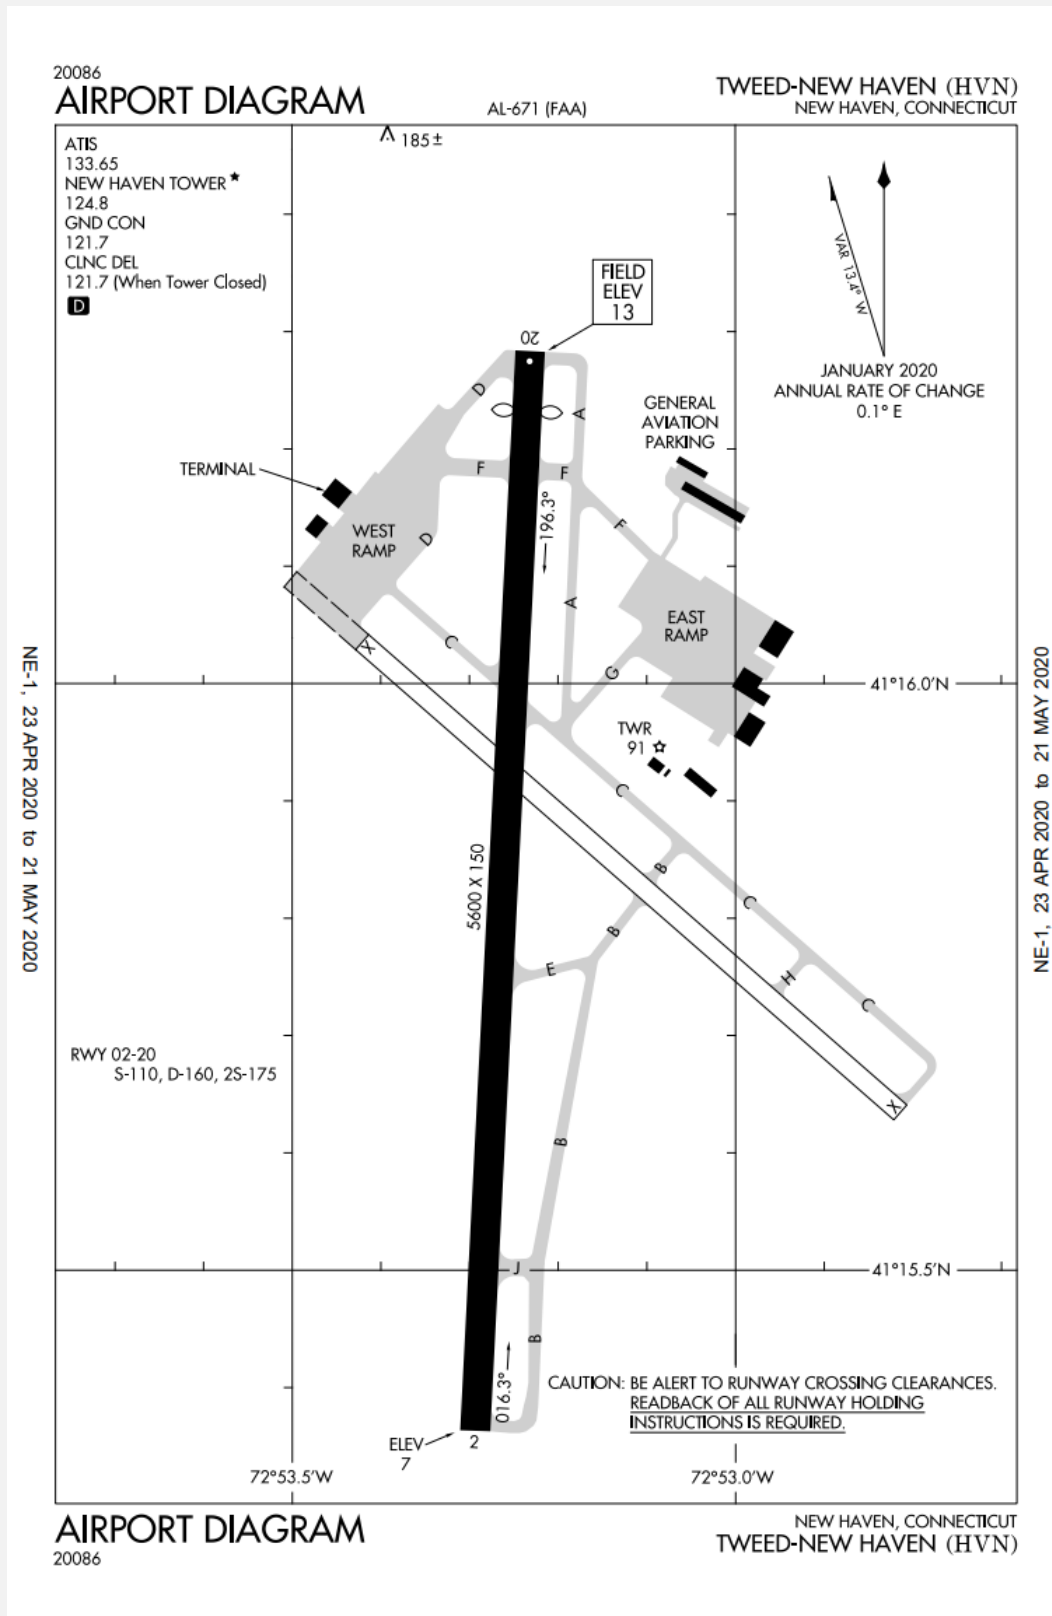 20086
AIRPORT DIAGRAM
AL-671 (FAA)
TWEED-NEW HAVEN (HVN)
NEW HAVEN, CONNECTICUT
ATIS
133.65
NEW HAVEN TOWER ★
124.8
GND CON
121.7
CLNC DEL
121.7 (When Tower Closed)
D
185±
FIELD
ELEV
13
VAR 13.4° W
JANUARY 2020
ANNUAL RATE OF CHANGE
0.1° E
20
D
A
GENERAL
AVIATION
PARKING
TERMINAL
F
F
F
196.3°
WEST
RAMP
D
A
EAST
RAMP
C
X
G
41°16.0'N
TWR
91
C
5600 X 150
B
C
B
E
H
C
RWY 02-20
S-110, D-160, 2S-175
X
B
J
41°15.5'N
B
016.3°
CAUTION: BE ALERT TO RUNWAY CROSSING CLEARANCES.
READBACK OF ALL RUNWAY HOLDING
INSTRUCTIONS IS REQUIRED.
ELEV
7
2
72°53.5'W
72°53.0'W
NE-1, 23 APR 2020 to 21 MAY 2020
NE-1, 23 APR 2020 to 21 MAY 2020
AIRPORT DIAGRAM
20086
NEW HAVEN, CONNECTICUT
TWEED-NEW HAVEN (HVN)